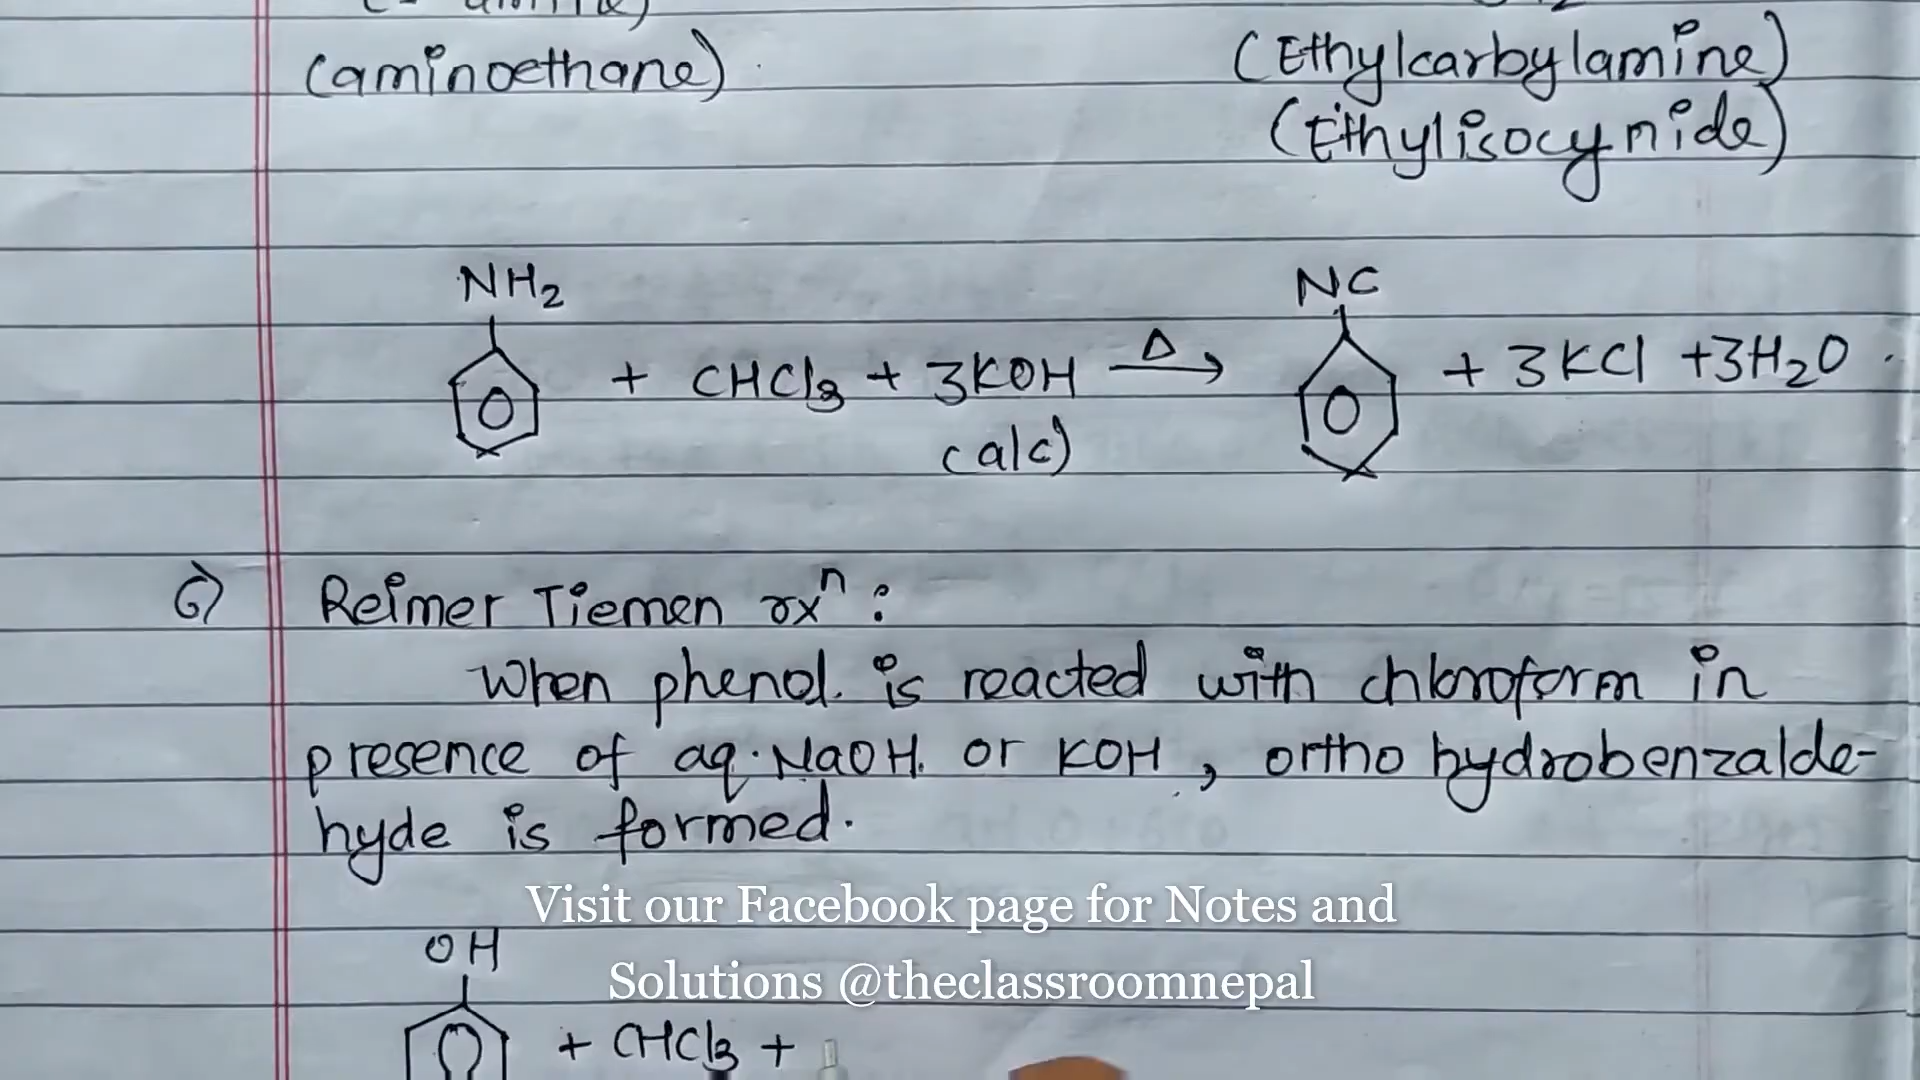 (aminoethane)
(Ethylcarbylamine)
(Ethylisocynide)
NH2
NC
+ CHCl3 + 3KOH Δ→ + 3KCl +3H2O
(alc)
6) Reimer Tiemen rxn :
When phenol. is reacted with chloroform in
presence of aq. NaOH. or KOH , ortho hydrobenzalde-
hyde is formed.
Visit our Facebook page for Notes and
Solutions @theclassroomnepal
OH
+ CHCl3 +